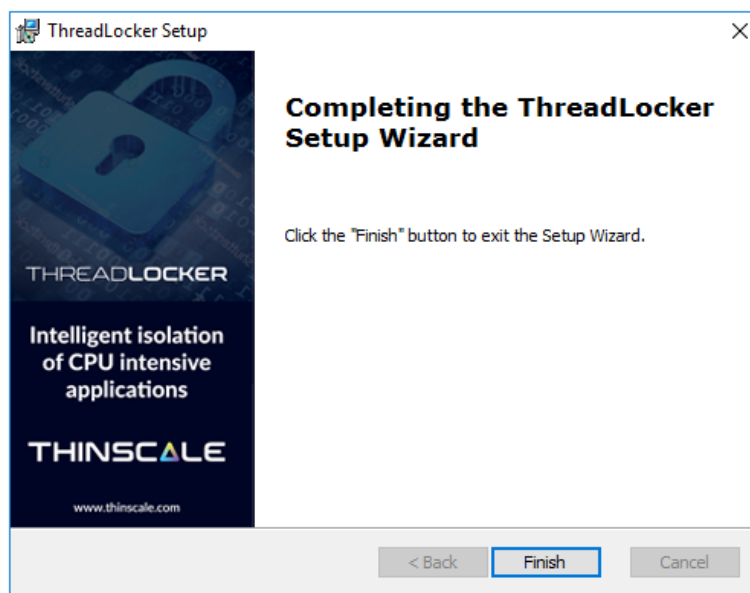 ThreadLocker Setup
Completing the ThreadLocker
Setup Wizard
Click the "Finish" button to exit the Setup Wizard.
THREADLOCKER
Intelligent isolation
of CPU intensive
applications
THINSCALE
www.thinscale.com
< Back
Finish
Cancel